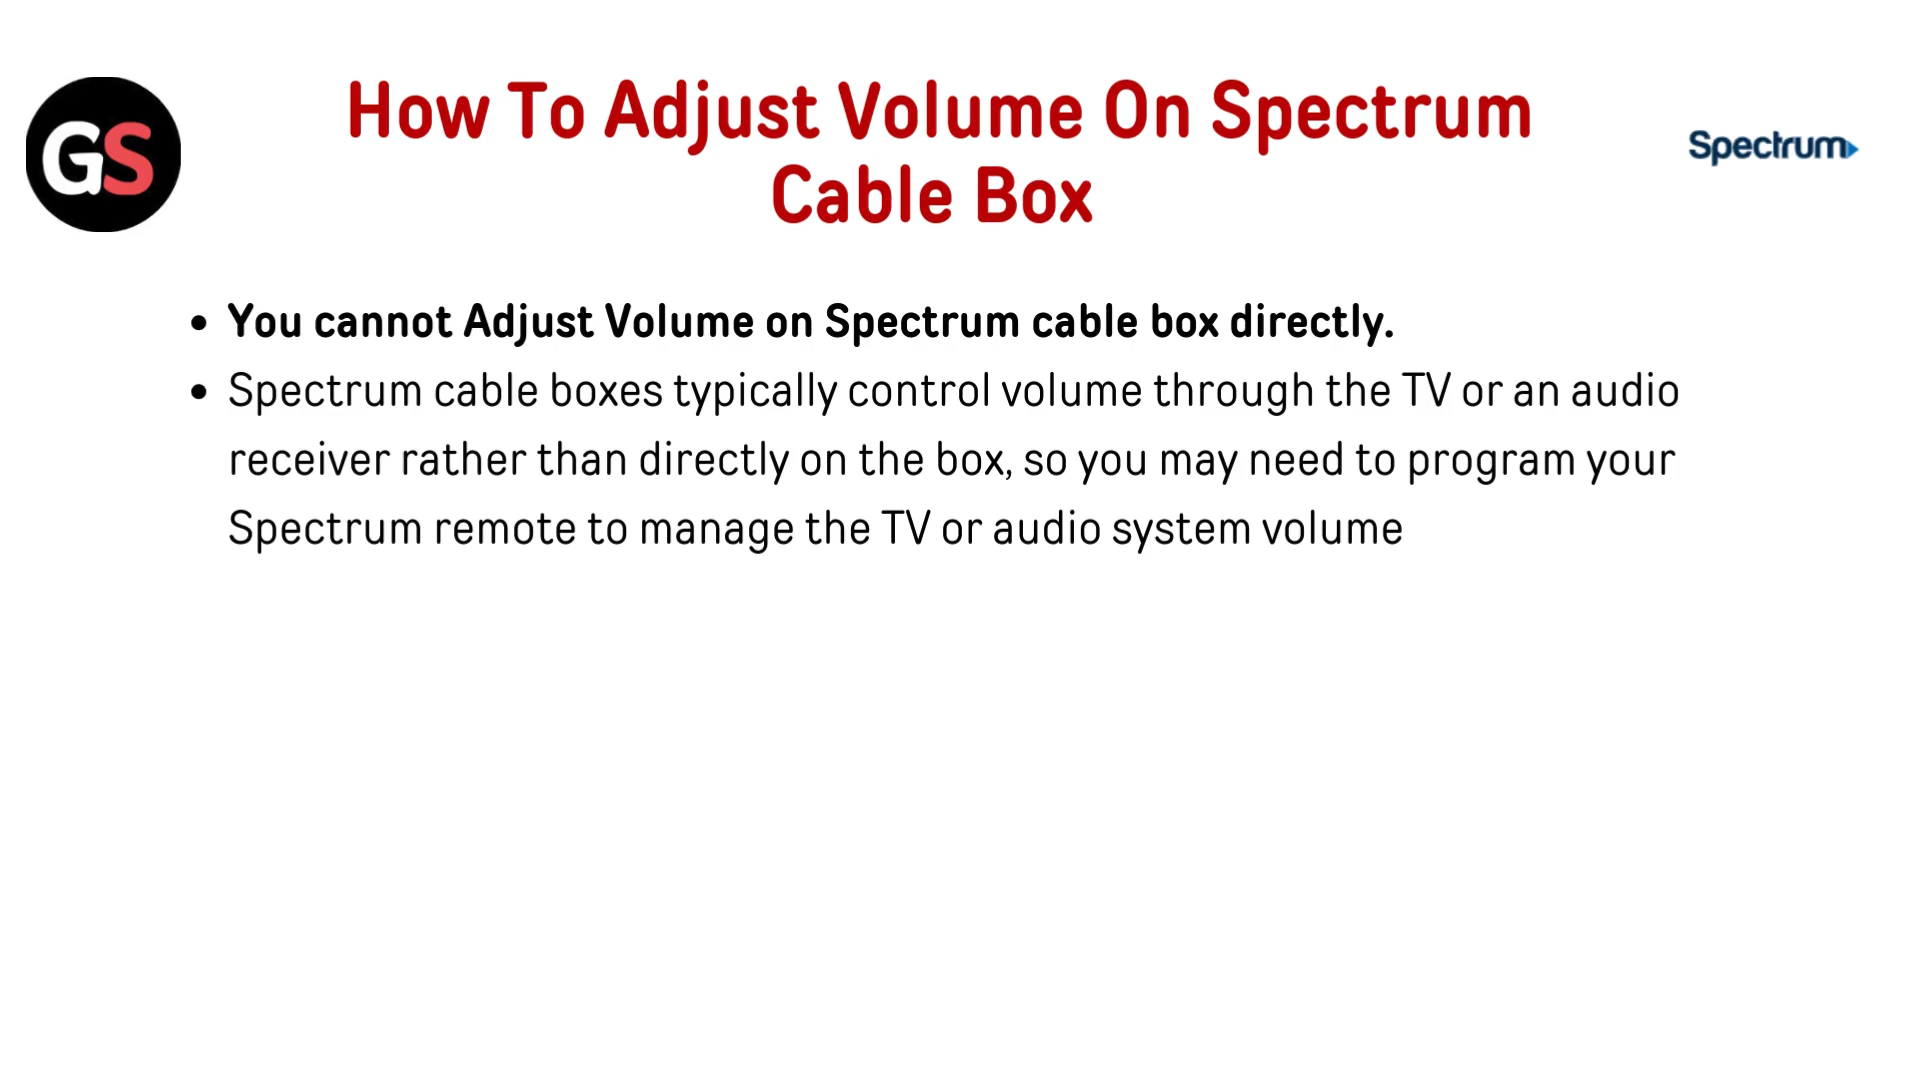 GS
How To Adjust Volume On Spectrum
Cable Box
Spectrum
• You cannot Adjust Volume on Spectrum cable box directly.
• Spectrum cable boxes typically control volume through the TV or an audio
receiver rather than directly on the box, so you may need to program your
Spectrum remote to manage the TV or audio system volume